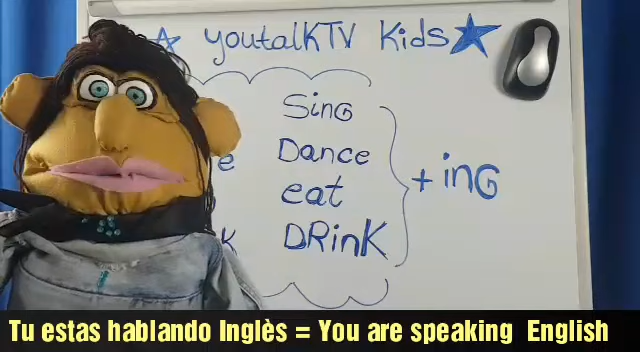 youtalkTV Kids
Sing
e Dance
eat + ing
K Drink
Tu estas hablando Inglès = You are speaking English